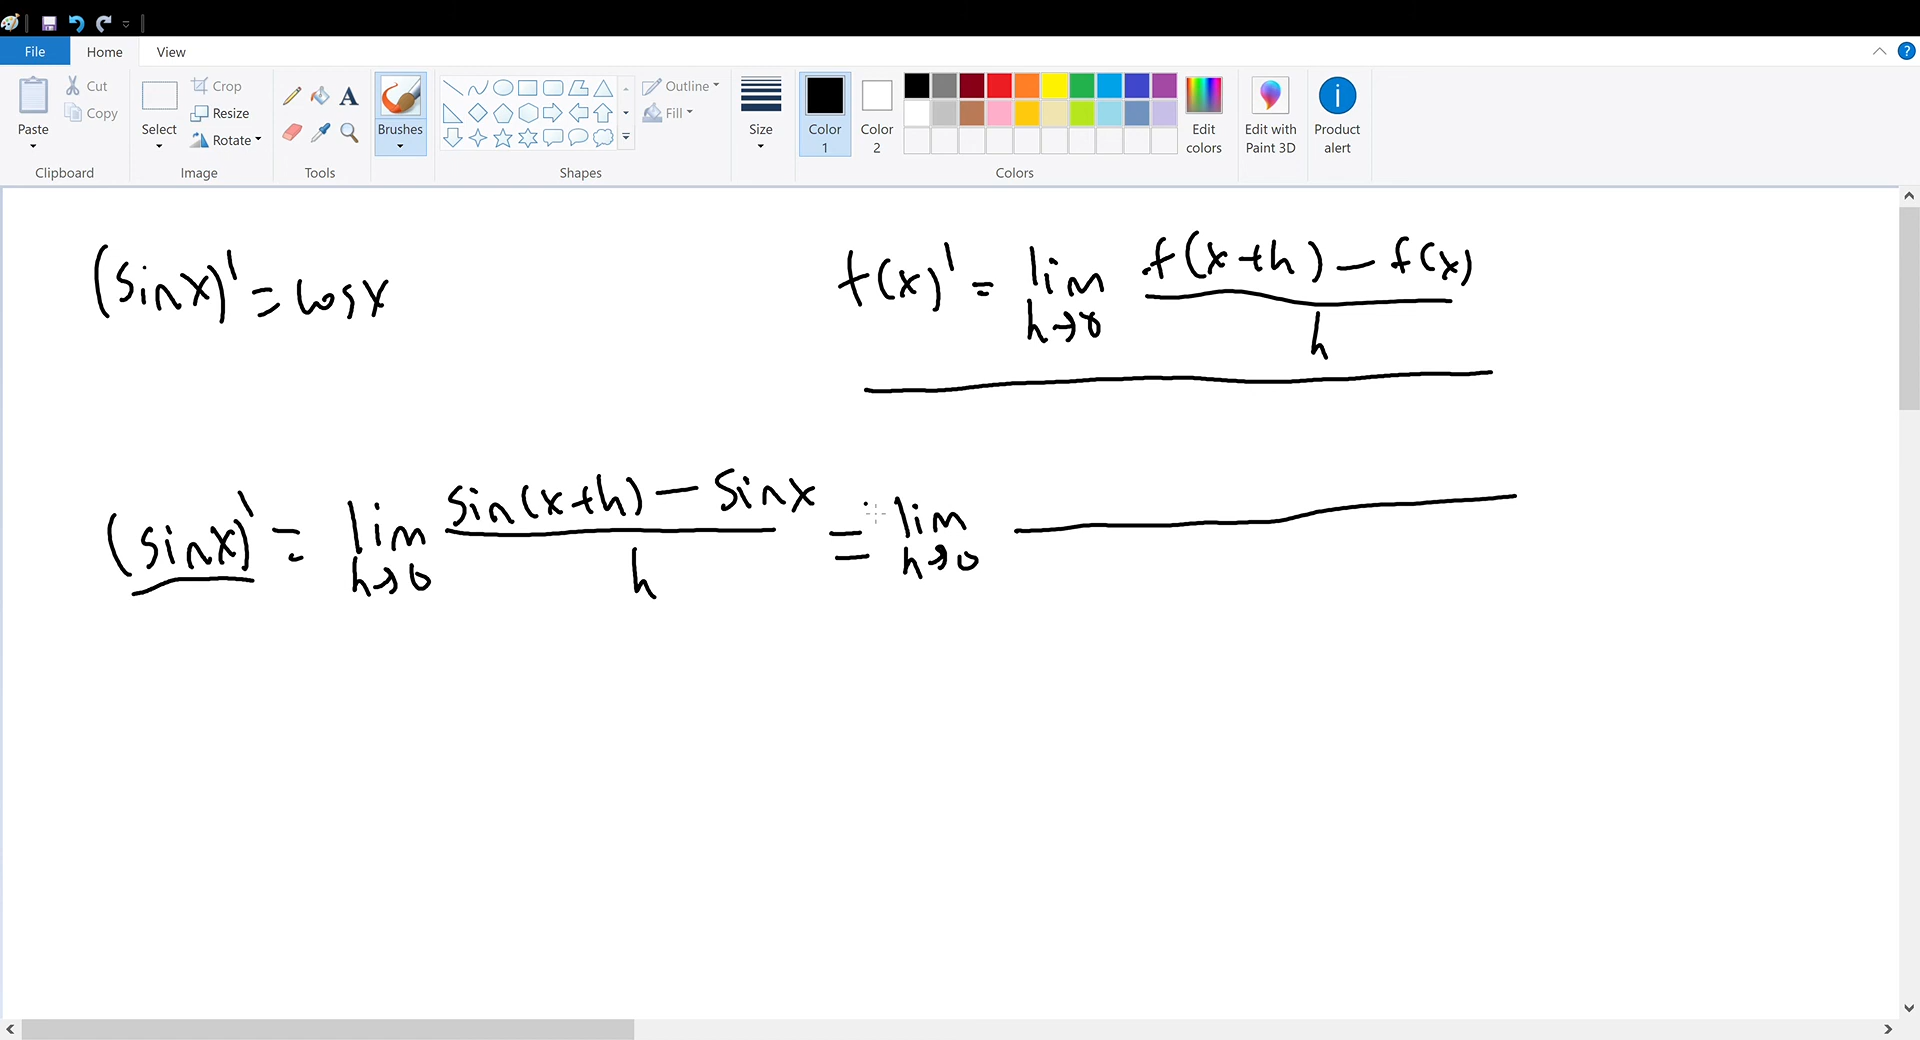 File Home View
Paste Cut Copy Clipboard
Select Crop Resize Rotate Image
A Tools
Brushes
Outline Fill Shapes
Size
Color 1 Color 2 Edit colors Colors
Edit with Paint 3D
Product alert
(sinx)' = cosx
f(x)' = lim h→0 f(x+h) − f(x) / h
(sinx)' = lim h→0 sin(x+h) − sinx / h = lim h→0